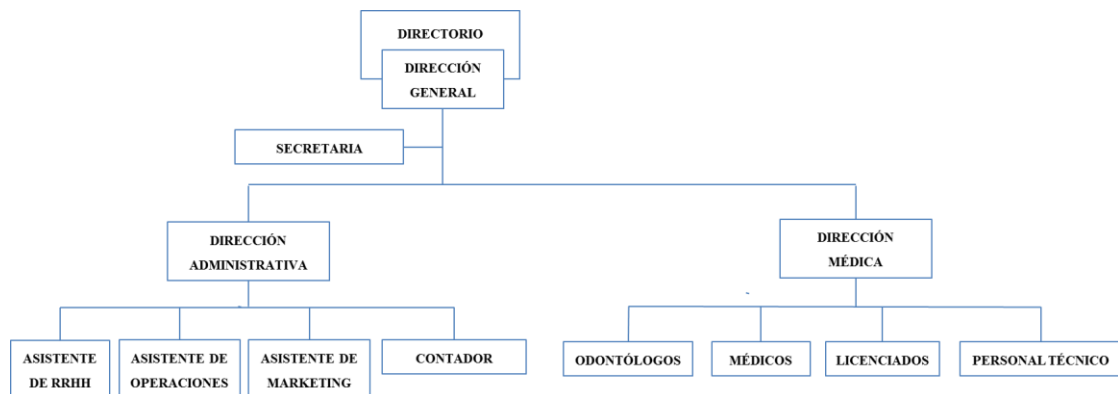 DIRECTORIO
DIRECCIÓN
GENERAL
SECRETARIA
DIRECCIÓN
ADMINISTRATIVA
DIRECCIÓN
MÉDICA
ASISTENTE
DE RRHH
ASISTENTE DE
OPERACIONES
ASISTENTE DE
MARKETING
CONTADOR
ODONTÓLOGOS
MÉDICOS
LICENCIADOS
PERSONAL TÉCNICO